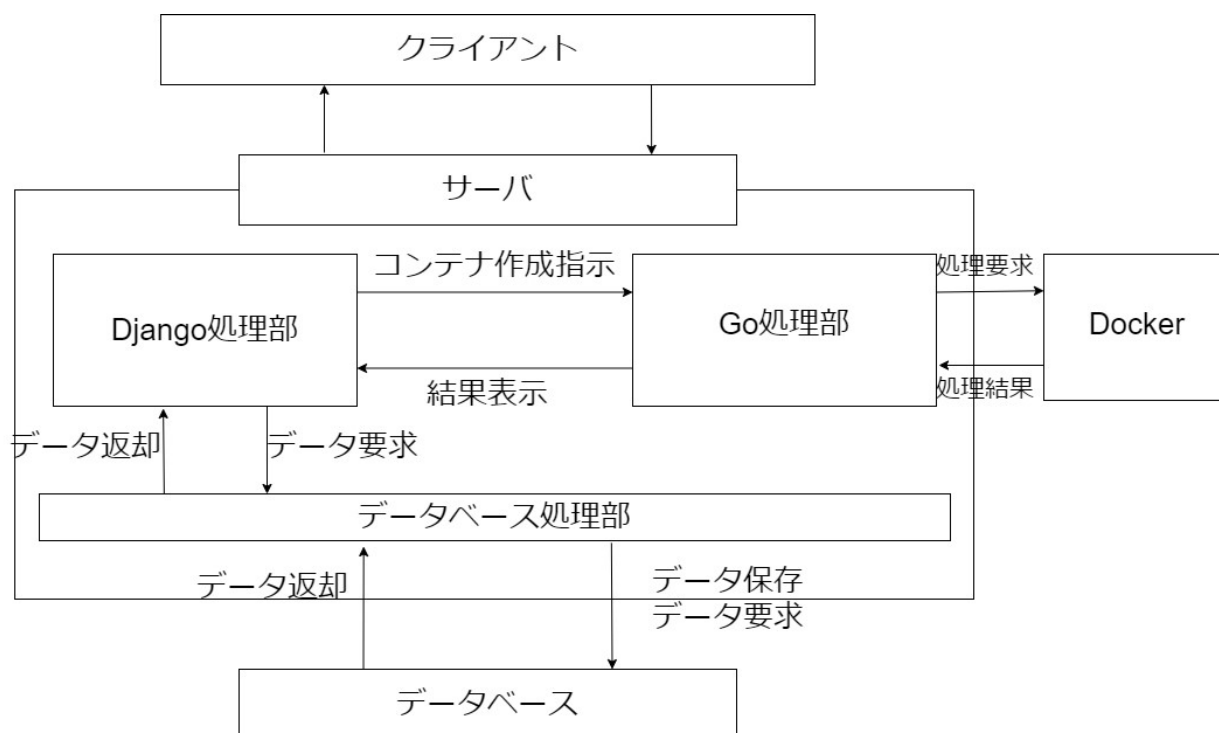 クライアント
サーバ
コンテナ作成指示
処理要求
Django処理部
Go処理部
Docker
結果表示
処理結果
データ返却
データ要求
データベース処理部
データ返却
データ保存
データ要求
データベース